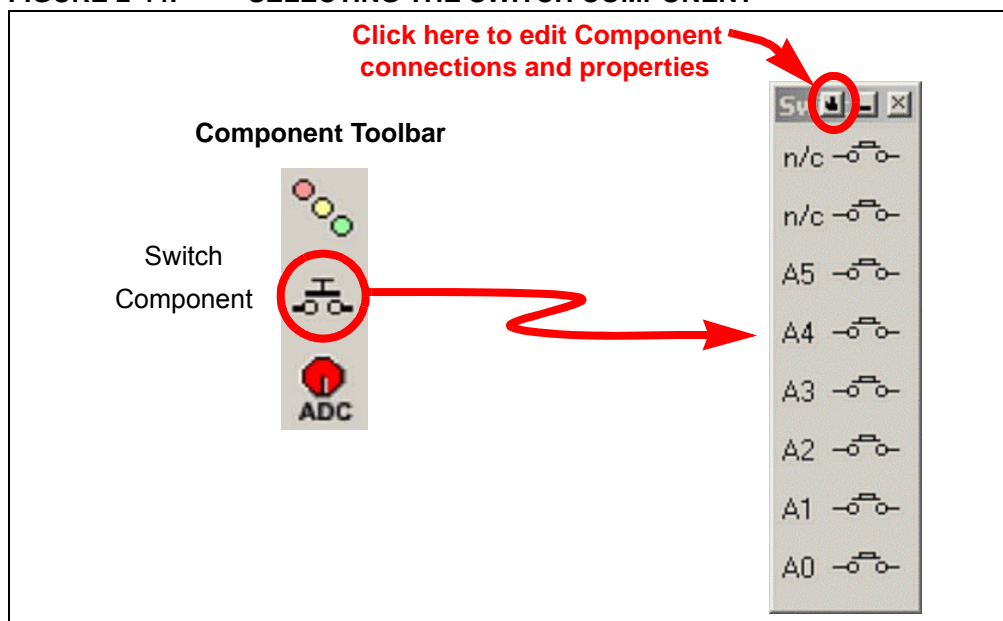 Click here to edit Component
connections and properties
Component Toolbar
Switch
Component
ADC
n/c
n/c
A5
A4
A3
A2
A1
A0